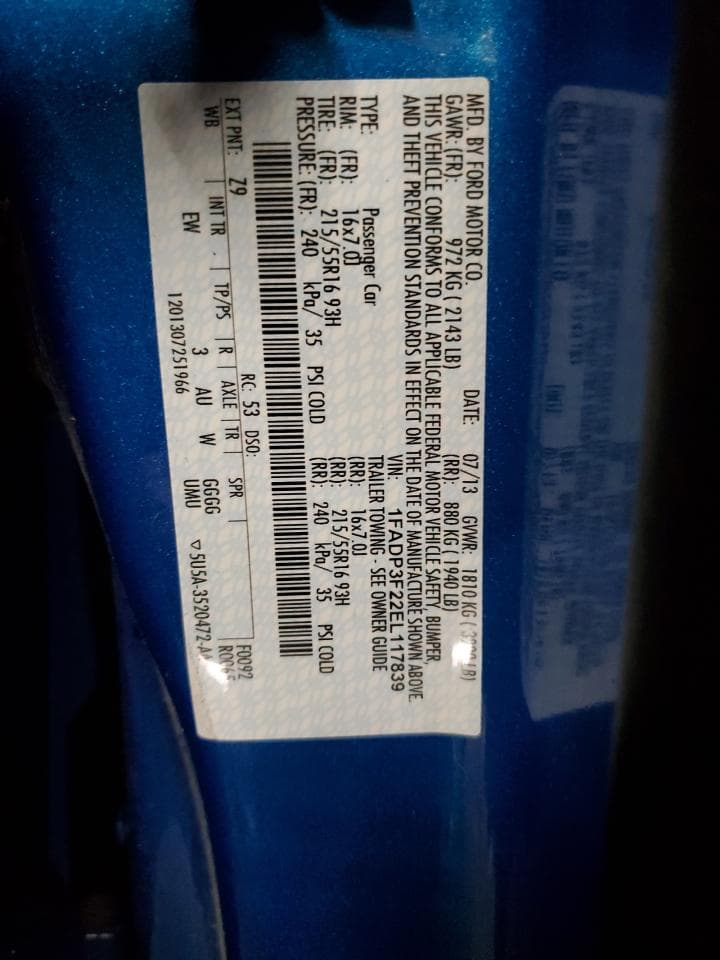 MFD. BY FORD MOTOR CO.
DATE: 07/13 GVWR: 1810 KG
GAWR: (FR): 972 KG ( 2143 LB) (RR): 880 KG ( 1940 LB)
THIS VEHICLE CONFORMS TO ALL APPLICABLE FEDERAL MOTOR VEHICLE SAFETY, BUMPER,
AND THEFT PREVENTION STANDARDS IN EFFECT ON THE DATE OF MANUFACTURE SHOWN ABOVE.
VIN: 1FADP3F22EL117839
TYPE: Passenger Car TRAILER TOWING - SEE OWNER GUIDE
RIM: (FR): 16x7.0J (RR): 16x7.0J
TIRE: (FR): 215/55R16 93H (RR): 215/55R16 93H
PRESSURE: (FR): 240 kPa/ 35 PSI COLD (RR): 240 kPa/ 35 PSI COLD
RC: 53 DSO: F0092
EXT PNT: Z9
WB INT TR TP/PS R AXLE TR SPR
EW 3 AU W GGGG
UMU
1201307251966 ▽5U5A-3520472-